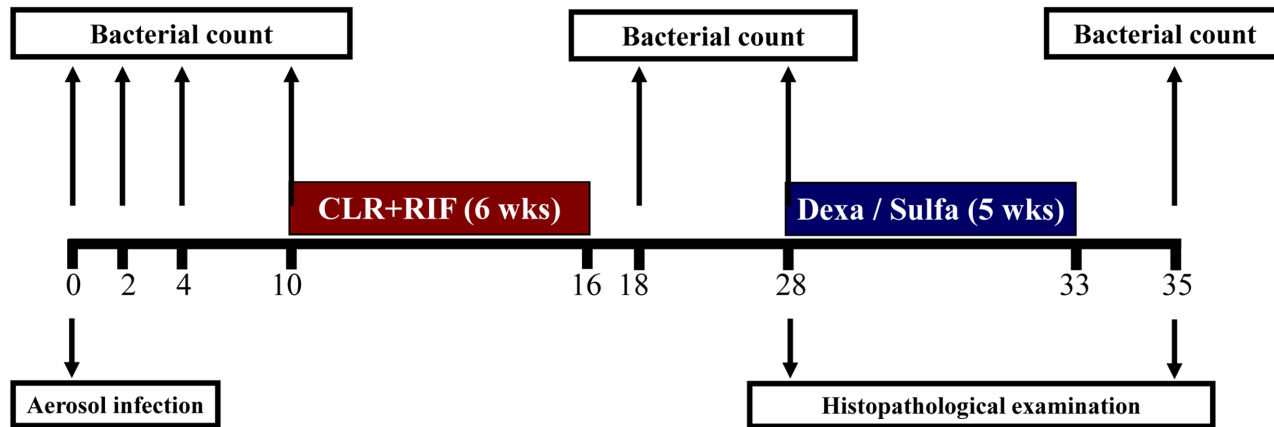 Bacterial count
Bacterial count
Bacterial count
CLR+RIF (6 wks)
Dexa / Sulfa (5 wks)
0 2 4 10 16 18 28 33 35
Aerosol infection
Histopathological examination